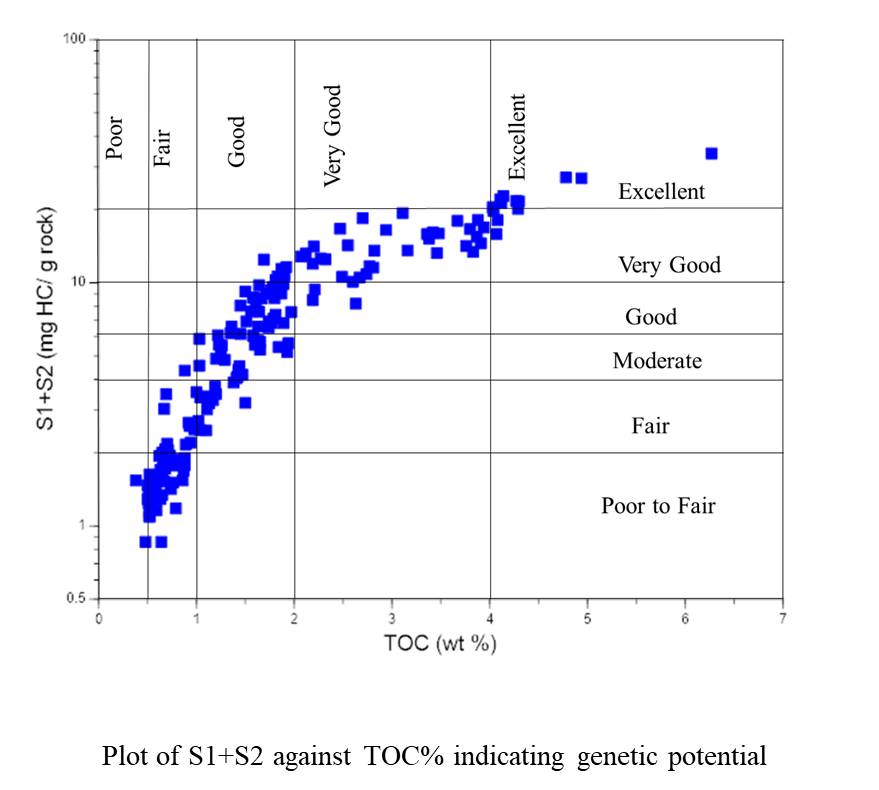 100
Poor
Fair
Good
Very Good
Excellent
Excellent
Very Good
10
Good
Moderate
Fair
Poor to Fair
1
0.5
S1+S2 (mg HC/ g rock)
0 1 2 3 4 5 6 7
TOC (wt %)
Plot of S1+S2 against TOC% indicating genetic potential